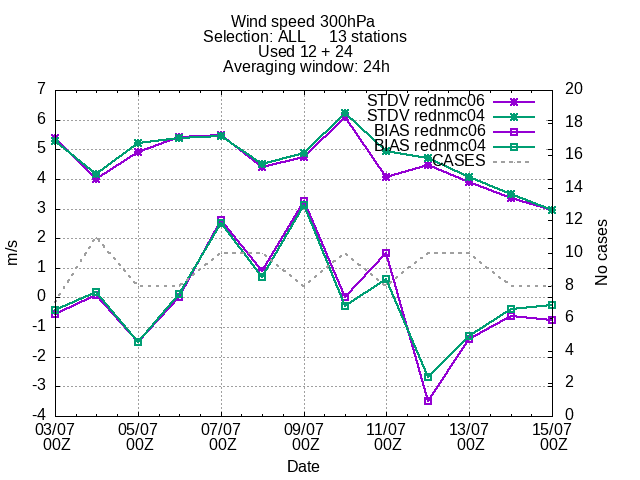 Wind speed 300hPa
Selection: ALL 13 stations
Used 12 + 24
Averaging window: 24h
STDV rednmc06
STDV rednmc04
BIAS rednmc06
BIAS rednmc04
CASES
7
6
5
4
3
2
1
0
-1
-2
-3
-4
m/s
20
18
16
14
12
10
8
6
4
2
0
No cases
03/07 05/07 07/07 09/07 11/07 13/07 15/07
00Z 00Z 00Z 00Z 00Z 00Z 00Z
Date